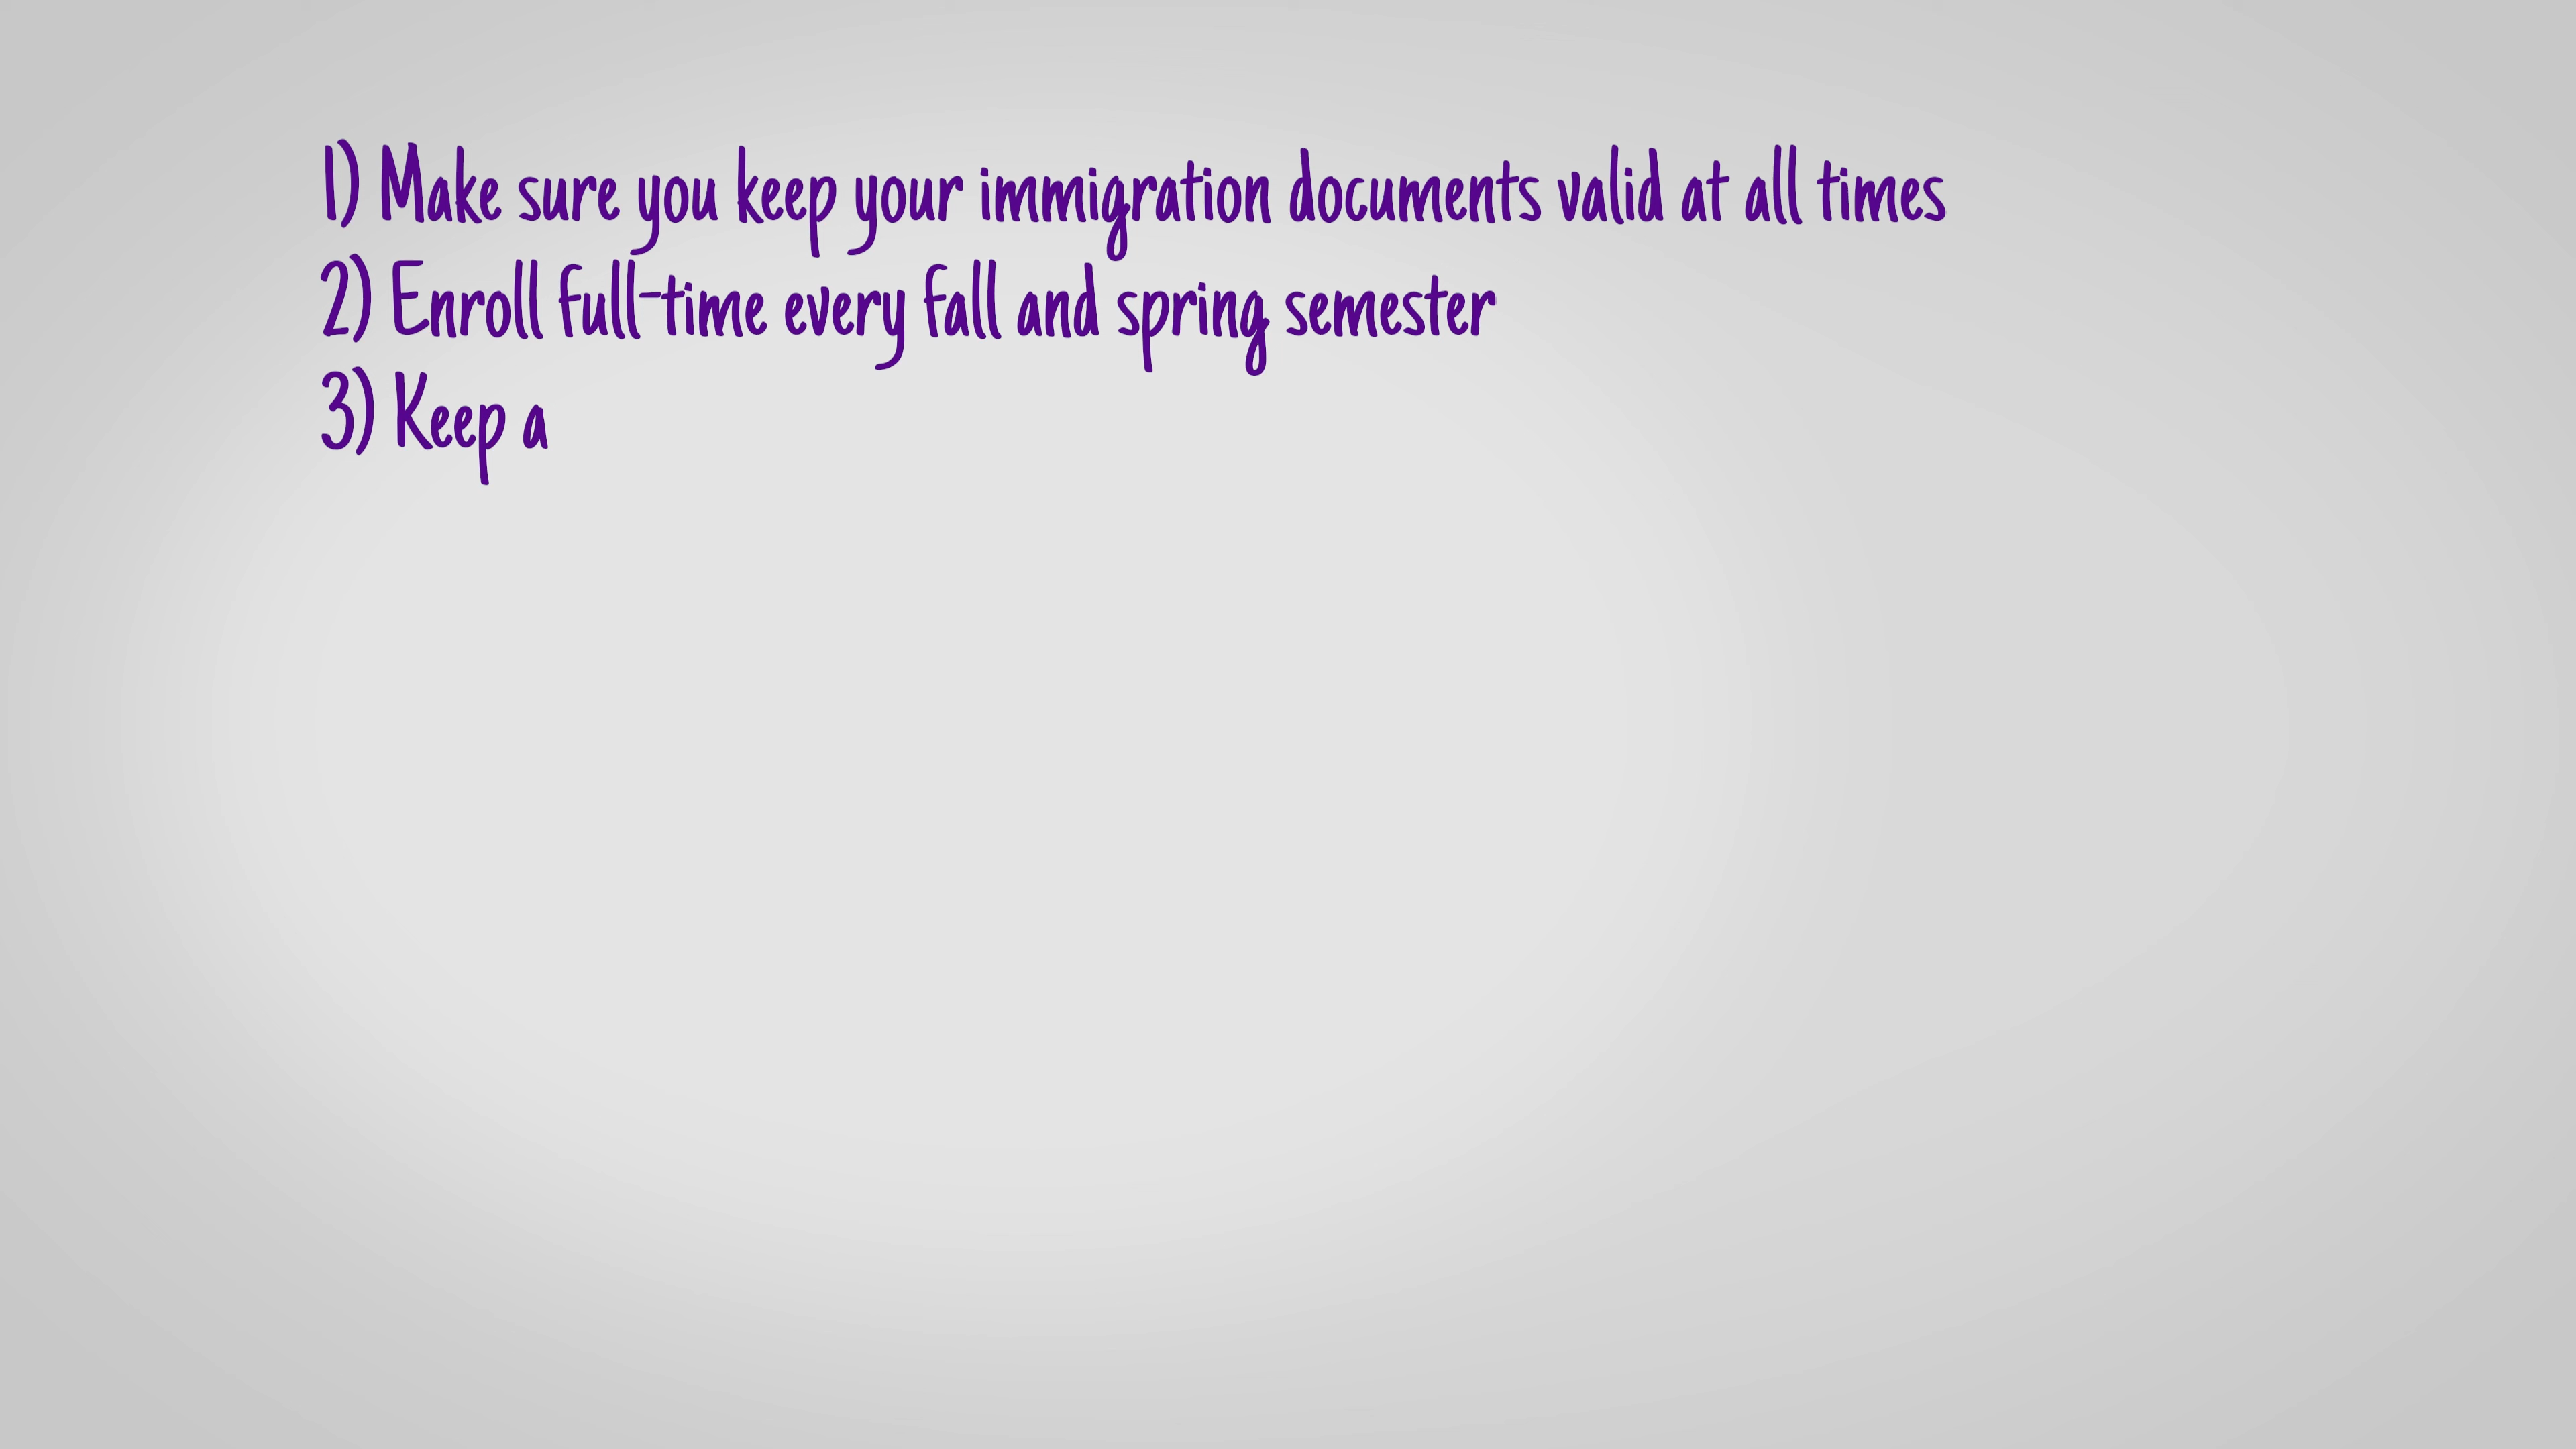 1) Make sure you keep your immigration documents valid at all times
2) Enroll full-time every fall and spring semester
3) Keep a